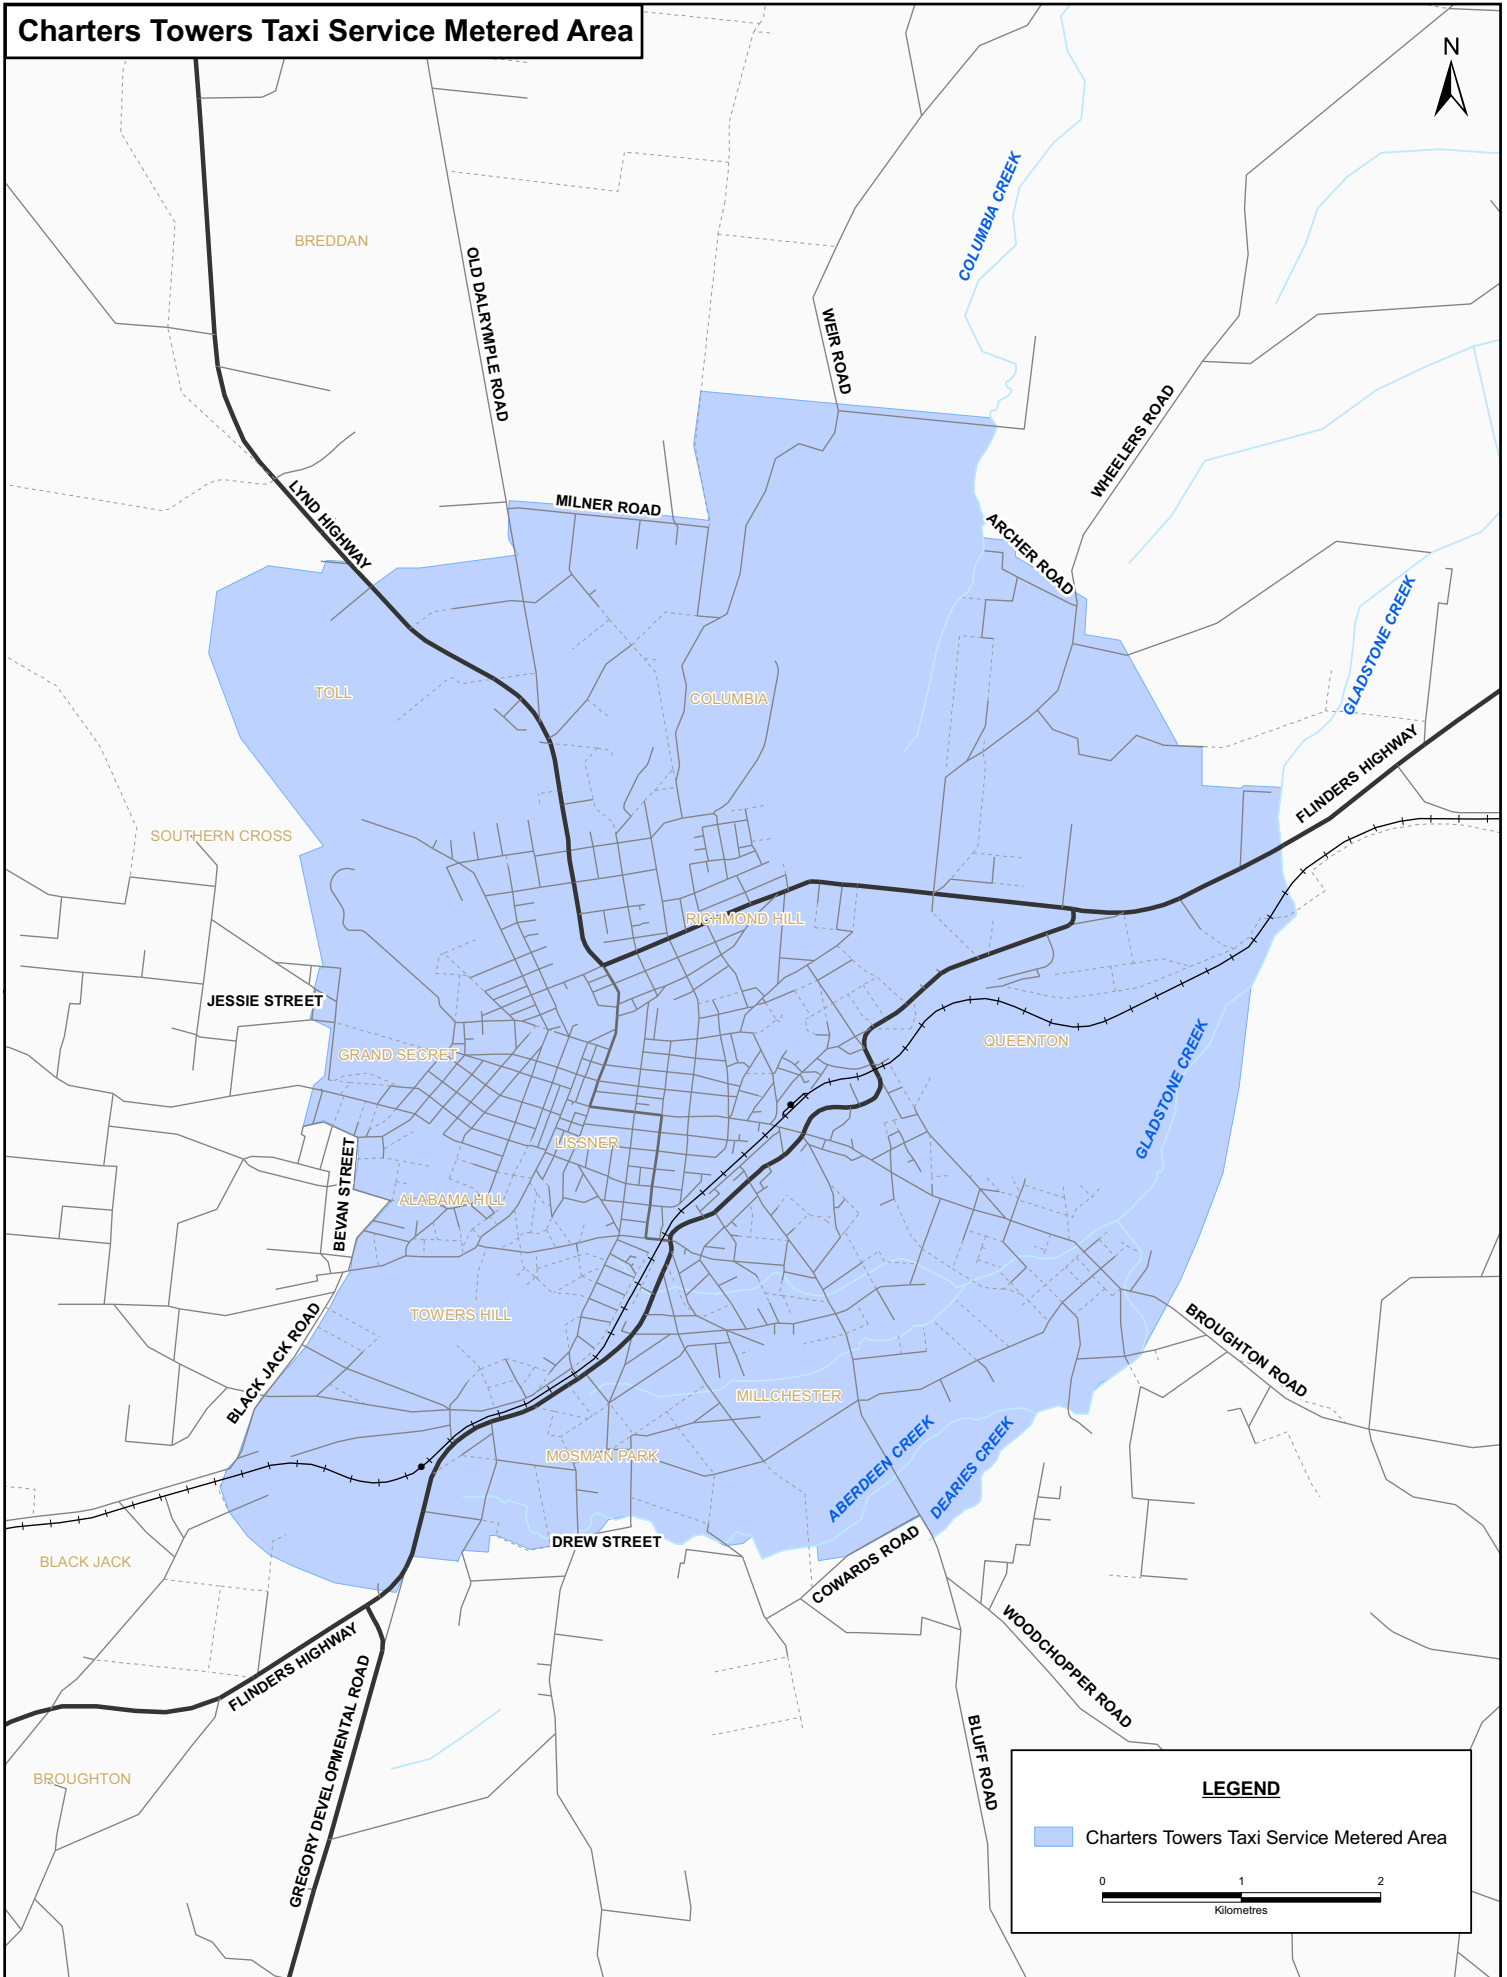 Charters Towers Taxi Service Metered Area
N
COLUMBIA CREEK
BREDDAN
OLD DALRYMPLE ROAD
WEIR ROAD
WHEELERS ROAD
LYND HIGHWAY
MILNER ROAD
ARCHER ROAD
GLADSTONE CREEK
TOLL
COLUMBIA
FLINDERS HIGHWAY
SOUTHERN CROSS
RICHMOND HILL
JESSIE STREET
GRAND SECRET
QUEENTON
GLADSTONE CREEK
LISSNER
BEVAN STREET
ALABAMA HILL
TOWERS HILL
BLACK JACK ROAD
BROUGHTON ROAD
MILLCHESTER
MOSMAN PARK
ABERDEEN CREEK
DEARIES CREEK
DREW STREET
BLACK JACK
COWARDS ROAD
FLINDERS HIGHWAY
WOODCHOPPER ROAD
GREGORY DEVELOPMENTAL ROAD
BLUFF ROAD
BROUGHTON
LEGEND
Charters Towers Taxi Service Metered Area
0 1 2
Kilometres